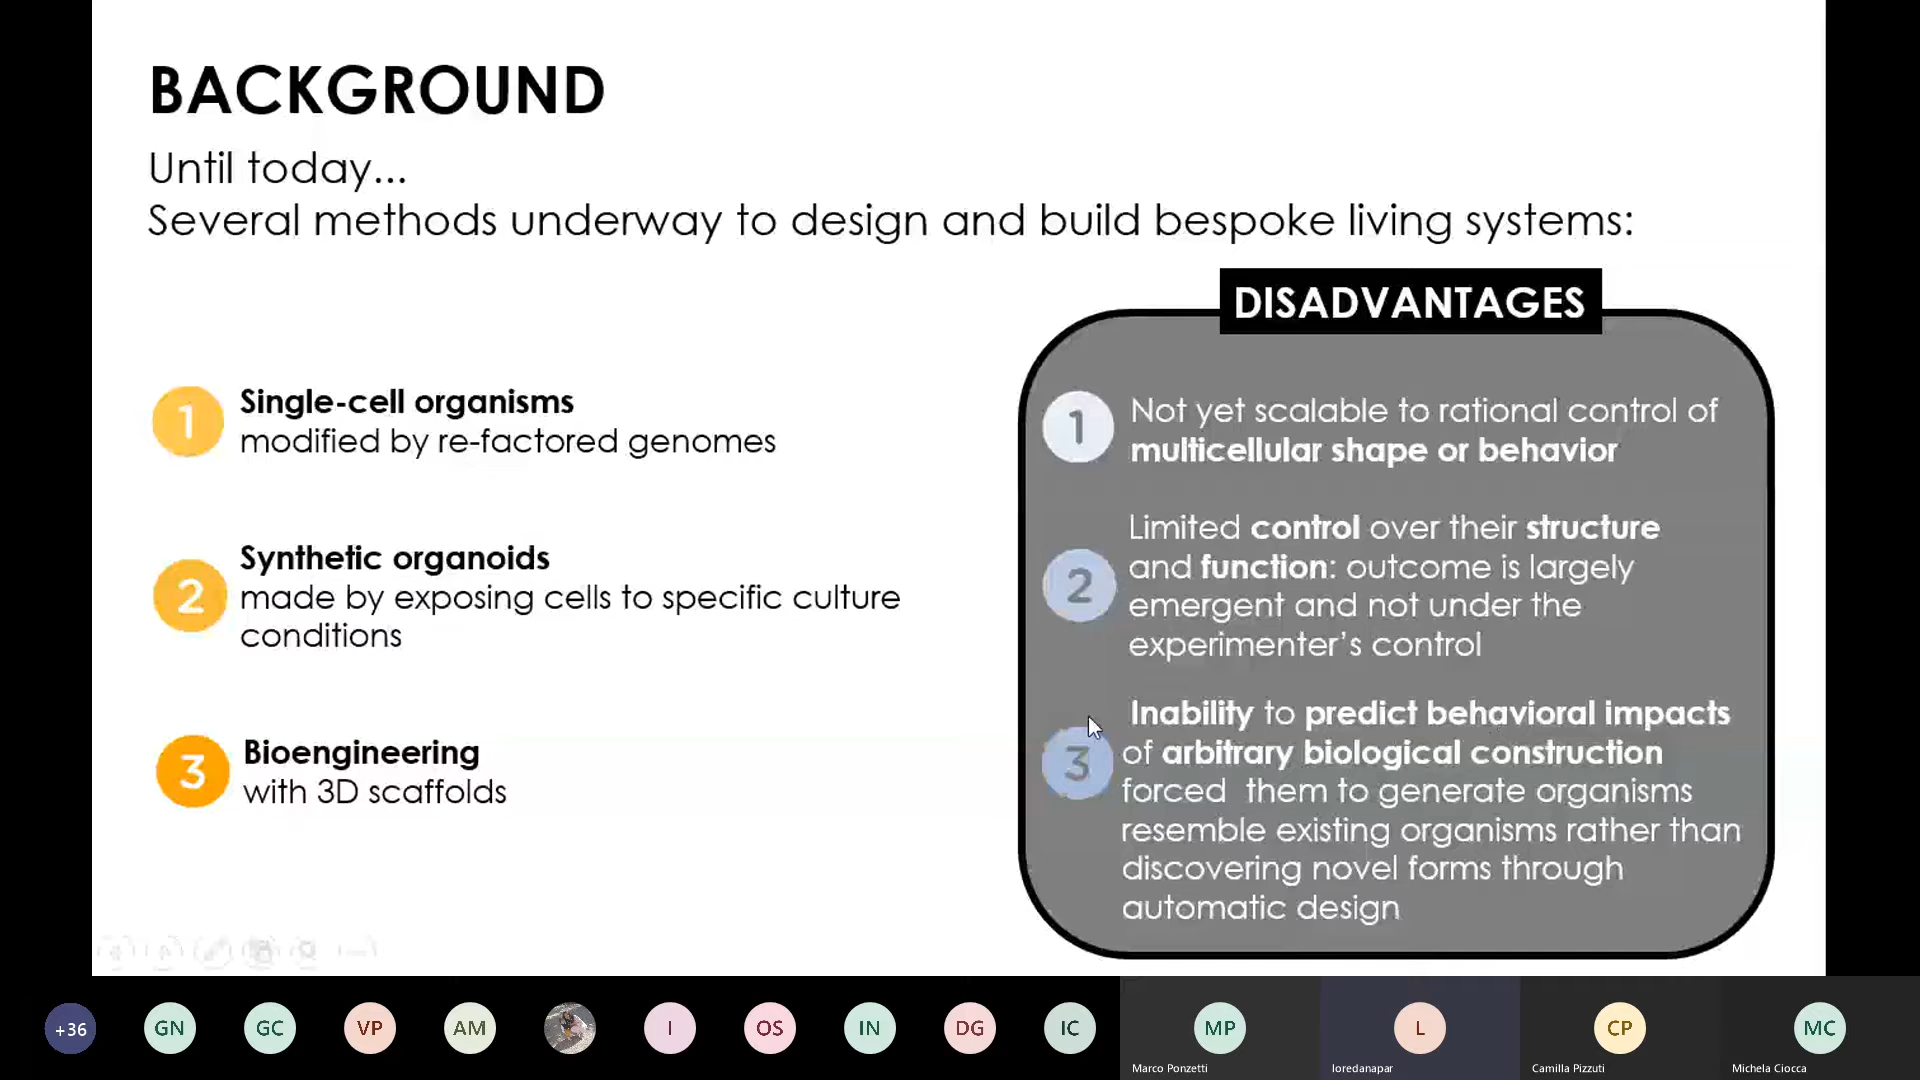 BACKGROUND
Until today...
Several methods underway to design and build bespoke living systems:
1
Single-cell organisms
modified by re-factored genomes
2
Synthetic organoids
made by exposing cells to specific culture
conditions
3
Bioengineering
with 3D scaffolds
DISADVANTAGES
1
Not yet scalable to rational control of
multicellular shape or behavior
2
Limited control over their structure
and function: outcome is largely
emergent and not under the
experimenter's control
3
Inability to predict behavioral impacts
of arbitrary biological construction
forced them to generate organisms
resemble existing organisms rather than
discovering novel forms through
automatic design
+36
GN
GC
VP
AM
I
OS
IN
DG
IC
MP
Marco Ponzetti
L
loredanapar
CP
Camilla Pizzuti
MC
Michela Ciocca